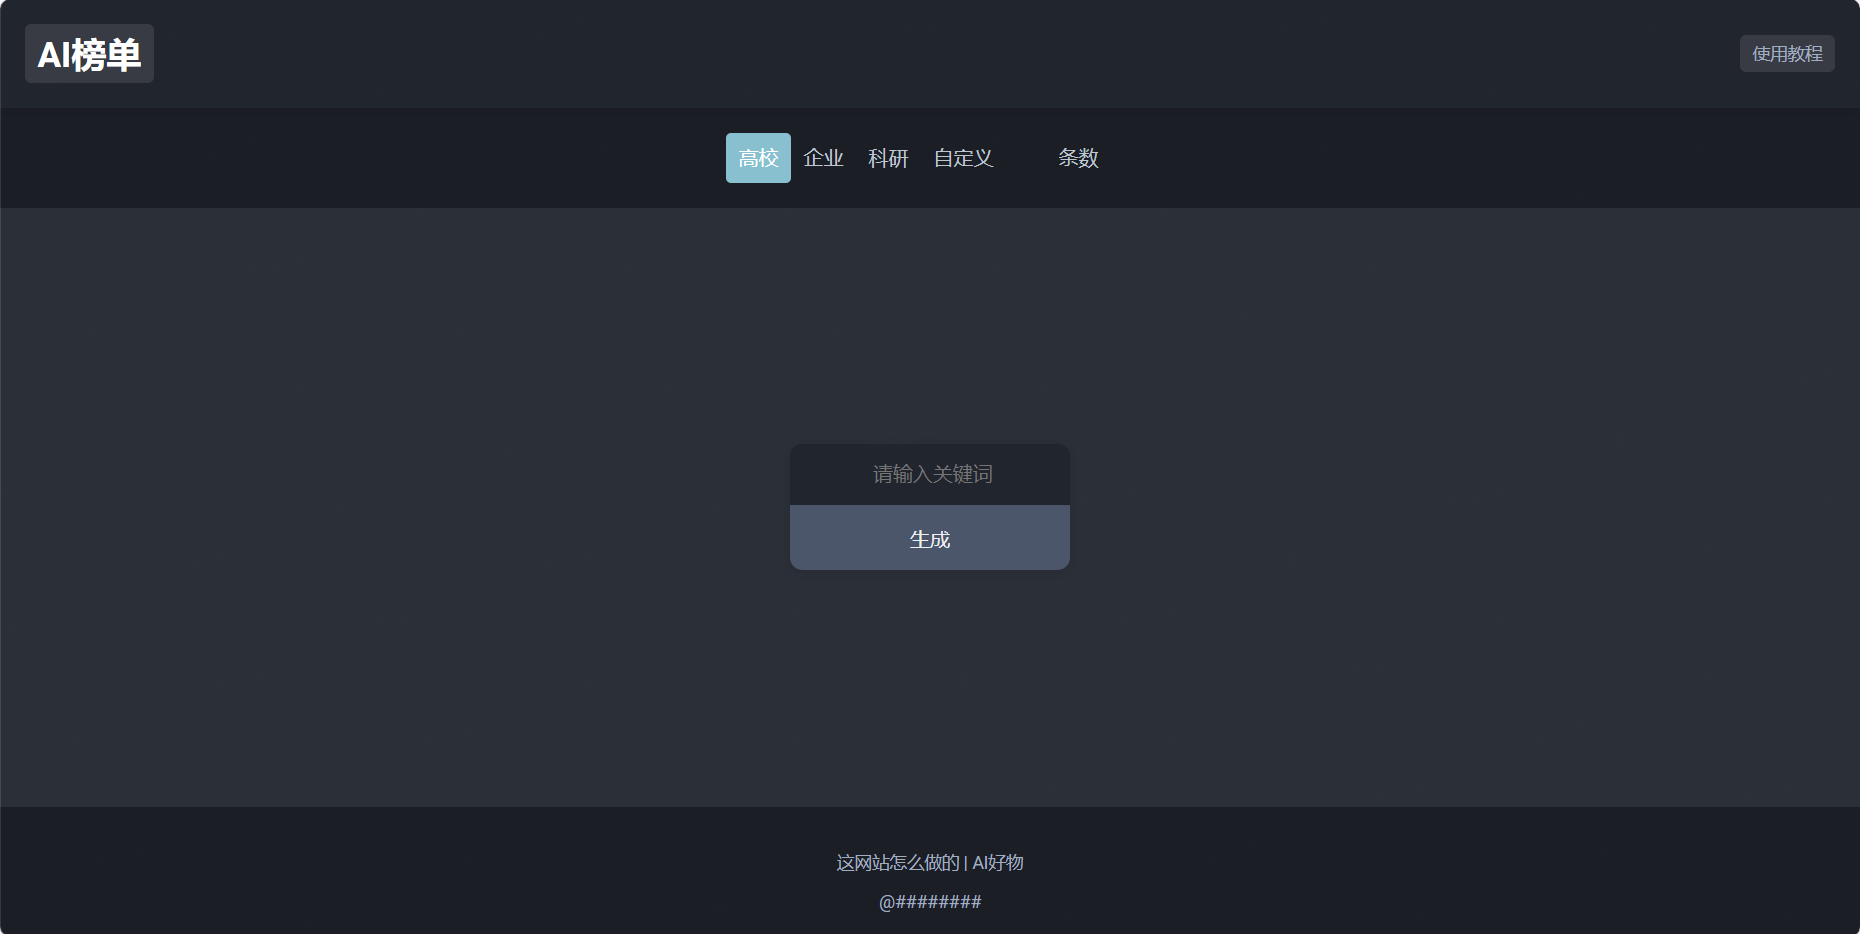 AI榜单
使用教程
高校 企业 科研 自定义 条数
请输入关键词
生成
这网站怎么做的 | AI好物
@########